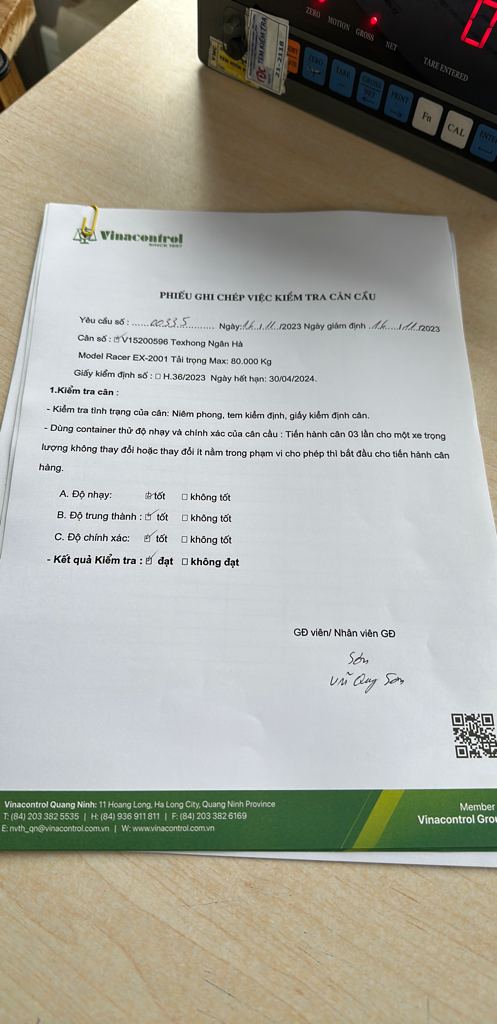 ZERO MOTION GROSS NET
TARE ENTERED
TEM KIỂM TRA
21-2118
ZERO TARE GROSS NET PRINT Fn CAL
Vinacontrol
SINCE 1957
PHIẾU GHI CHÉP VIỆC KIỂM TRA CÂN CẦU
Yêu cầu số : ......00335......... Ngày:16./11../2023 Ngày giám định .16..../11../2023
Cân số : ☑V15200596 Texhong Ngân Hà
Model Racer EX-2001 Tải trọng Max: 80.000 Kg
Giấy kiểm định số : □ H.36/2023 Ngày hết hạn: 30/04/2024.
1.Kiểm tra cân :
- Kiểm tra tình trạng của cân: Niêm phong, tem kiểm định, giấy kiểm định cân.
- Dùng container thử độ nhạy và chính xác của cân cầu : Tiến hành cân 03 lần cho một xe trọng
lượng không thay đổi hoặc thay đổi ít nằm trong phạm vi cho phép thì bắt đầu cho tiến hành cân
hàng.
A. Độ nhạy: ☑ tốt □ không tốt
B. Độ trung thành : ☑ tốt □ không tốt
C. Độ chính xác: ☑ tốt □ không tốt
- Kết quả Kiểm tra : ☑ đạt □ không đạt
GĐ viên/ Nhân viên GĐ
Sơn
Vũ Quý Sơn
Vinacontrol Quang Ninh: 11 Hoang Long, Ha Long City, Quang Ninh Province
T: (84) 203 382 5535 | H: (84) 936 911 811 | F: (84) 203 382 6169
E: nvth_qn@vinacontrol.com.vn | W: www.vinacontrol.com.vn
Member
Vinacontrol Grou